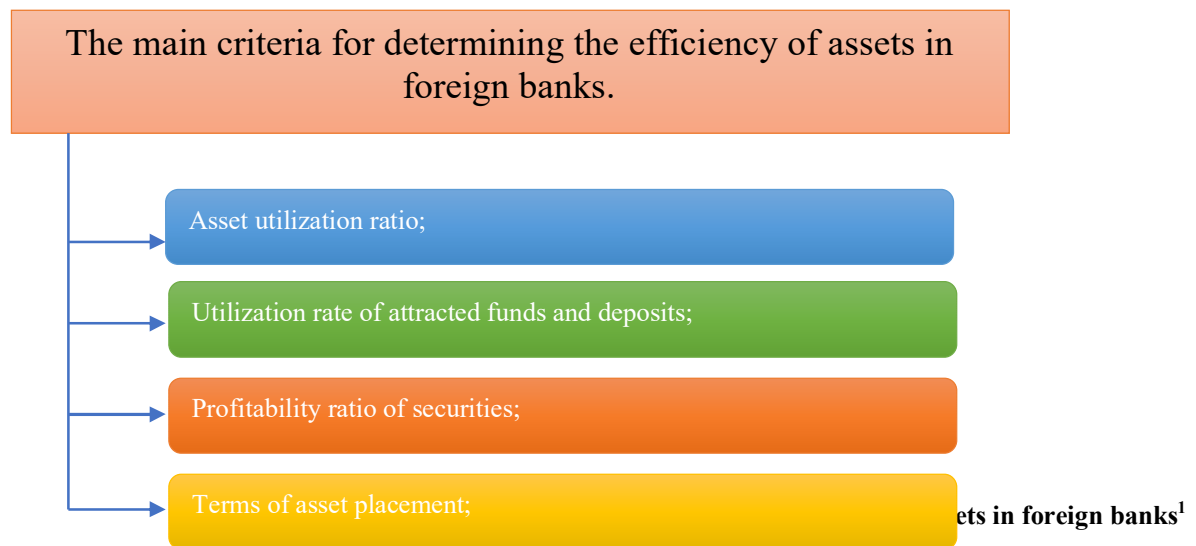 The main criteria for determining the efficiency of assets in
foreign banks.
Asset utilization ratio;
Utilization rate of attracted funds and deposits;
Profitability ratio of securities;
Terms of asset placement;
in foreign banks¹